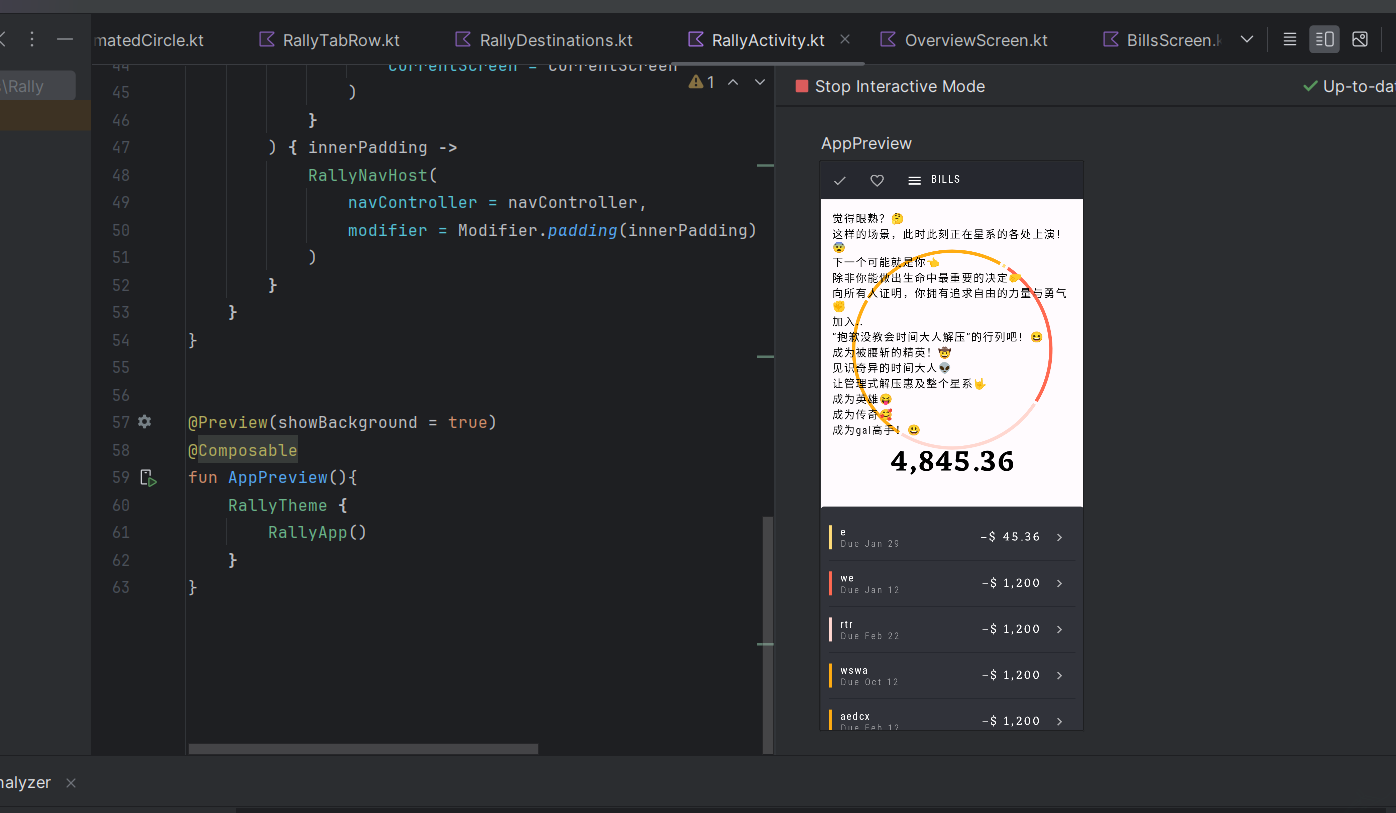 matedCircle.kt
RallyTabRow.kt
RallyDestinations.kt
RallyActivity.kt
OverviewScreen.kt
BillsScreen.k
\Rally
1
44 currentScreen = currentScreen
45 )
46 }
47 ) { innerPadding ->
48 RallyNavHost(
49 navController = navController,
50 modifier = Modifier.padding(innerPadding)
51 )
52 }
53 }
54 }
55
56
57 @Preview(showBackground = true)
58 @Composable
59 fun AppPreview(){
60 RallyTheme {
61 RallyApp()
62 }
63 }
nalyzer
Stop Interactive Mode
Up-to-dat
AppPreview
BILLS
觉得眼熟？🤔
这样的场景，此时此刻正在星系的各处上演！
😨
下一个可能就是你👈
除非你能做出生命中最重要的决定🫴
向所有人证明，你拥有追求自由的力量与勇气
✊
加入..
“抱歉没教会时间大人解压”的行列吧！😆
成为被腰斩的精英！🤠
见识奇异的时间大人👽
让管理式解压惠及整个星系🤟
成为英雄😝
成为传奇🥰
成为gal高手！😃
4,845.36
e
Due Jan 29
-$ 45.36
we
Due Jan 12
-$ 1,200
rtr
Due Feb 22
-$ 1,200
wswa
Due Oct 12
-$ 1,200
aedcx
Due Feb 12
-$ 1,200